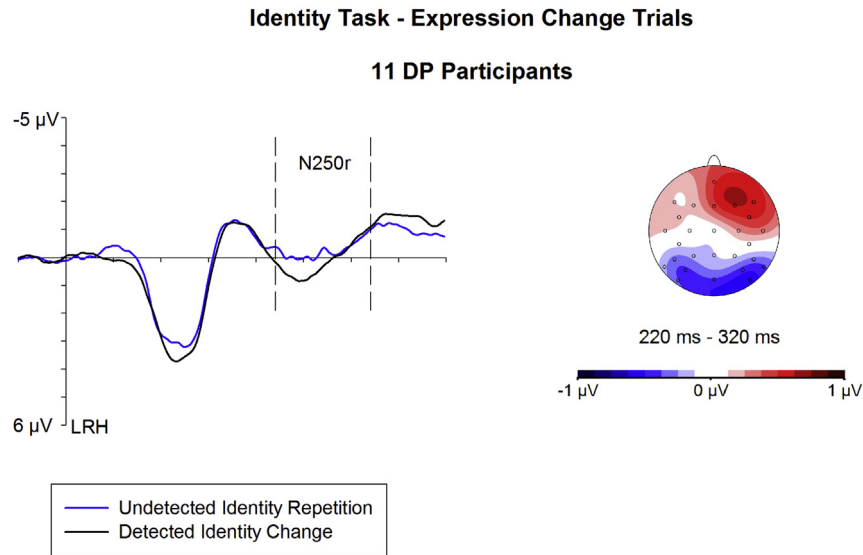 Identity Task - Expression Change Trials
11 DP Participants
-5 µV
N250r
6 µV
LRH
220 ms - 320 ms
-1 µV 0 µV 1 µV
Undetected Identity Repetition
Detected Identity Change